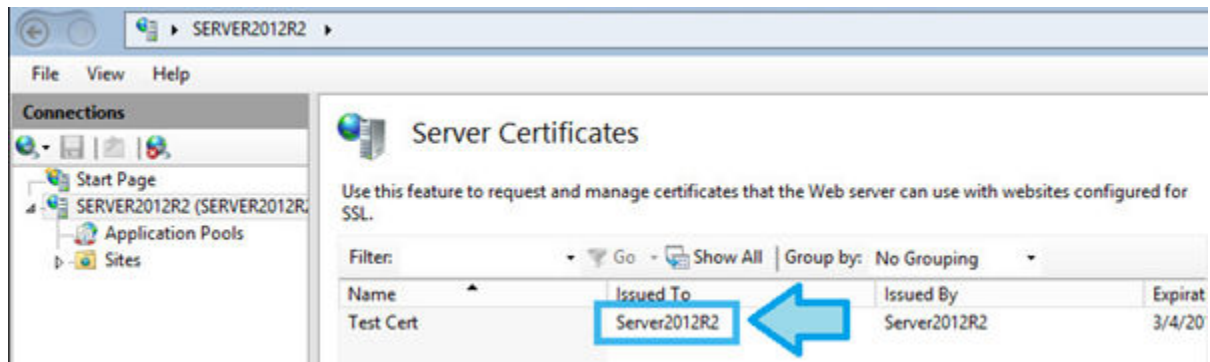 SERVER2012R2
File View Help
Connections
Server Certificates
Start Page
Use this feature to request and manage certificates that the Web server can use with websites configured for
SERVER2012R2 (SERVER2012R
SSL.
Application Pools
Sites
Filter: Go Show All Group by: No Grouping
Name Issued To Issued By Expirat
Test Cert Server2012R2 Server2012R2 3/4/20